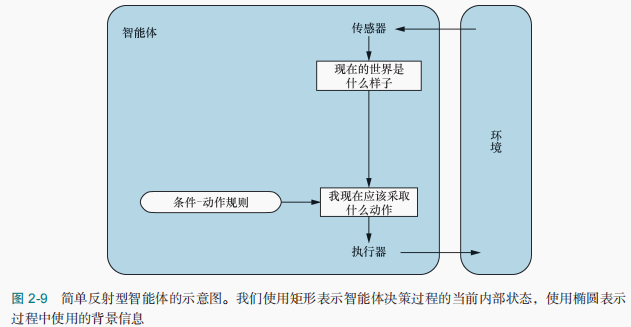 智能体
传感器
现在的世界是
什么样子
环
境
条件-动作规则
我现在应该采取
什么动作
执行器
图 2-9 简单反射型智能体的示意图。我们使用矩形表示智能体决策过程的当前内部状态，使用椭圆表示
过程中使用的背景信息